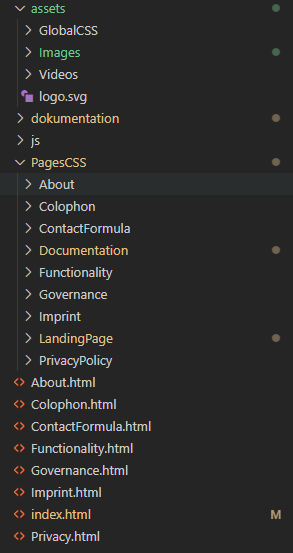 assets
GlobalCSS
Images
Videos
logo.svg
dokumentation
js
PagesCSS
About
Colophon
ContactFormula
Documentation
Functionality
Governance
Imprint
LandingPage
PrivacyPolicy
About.html
Colophon.html
ContactFormula.html
Functionality.html
Governance.html
Imprint.html
index.html M
Privacy.html